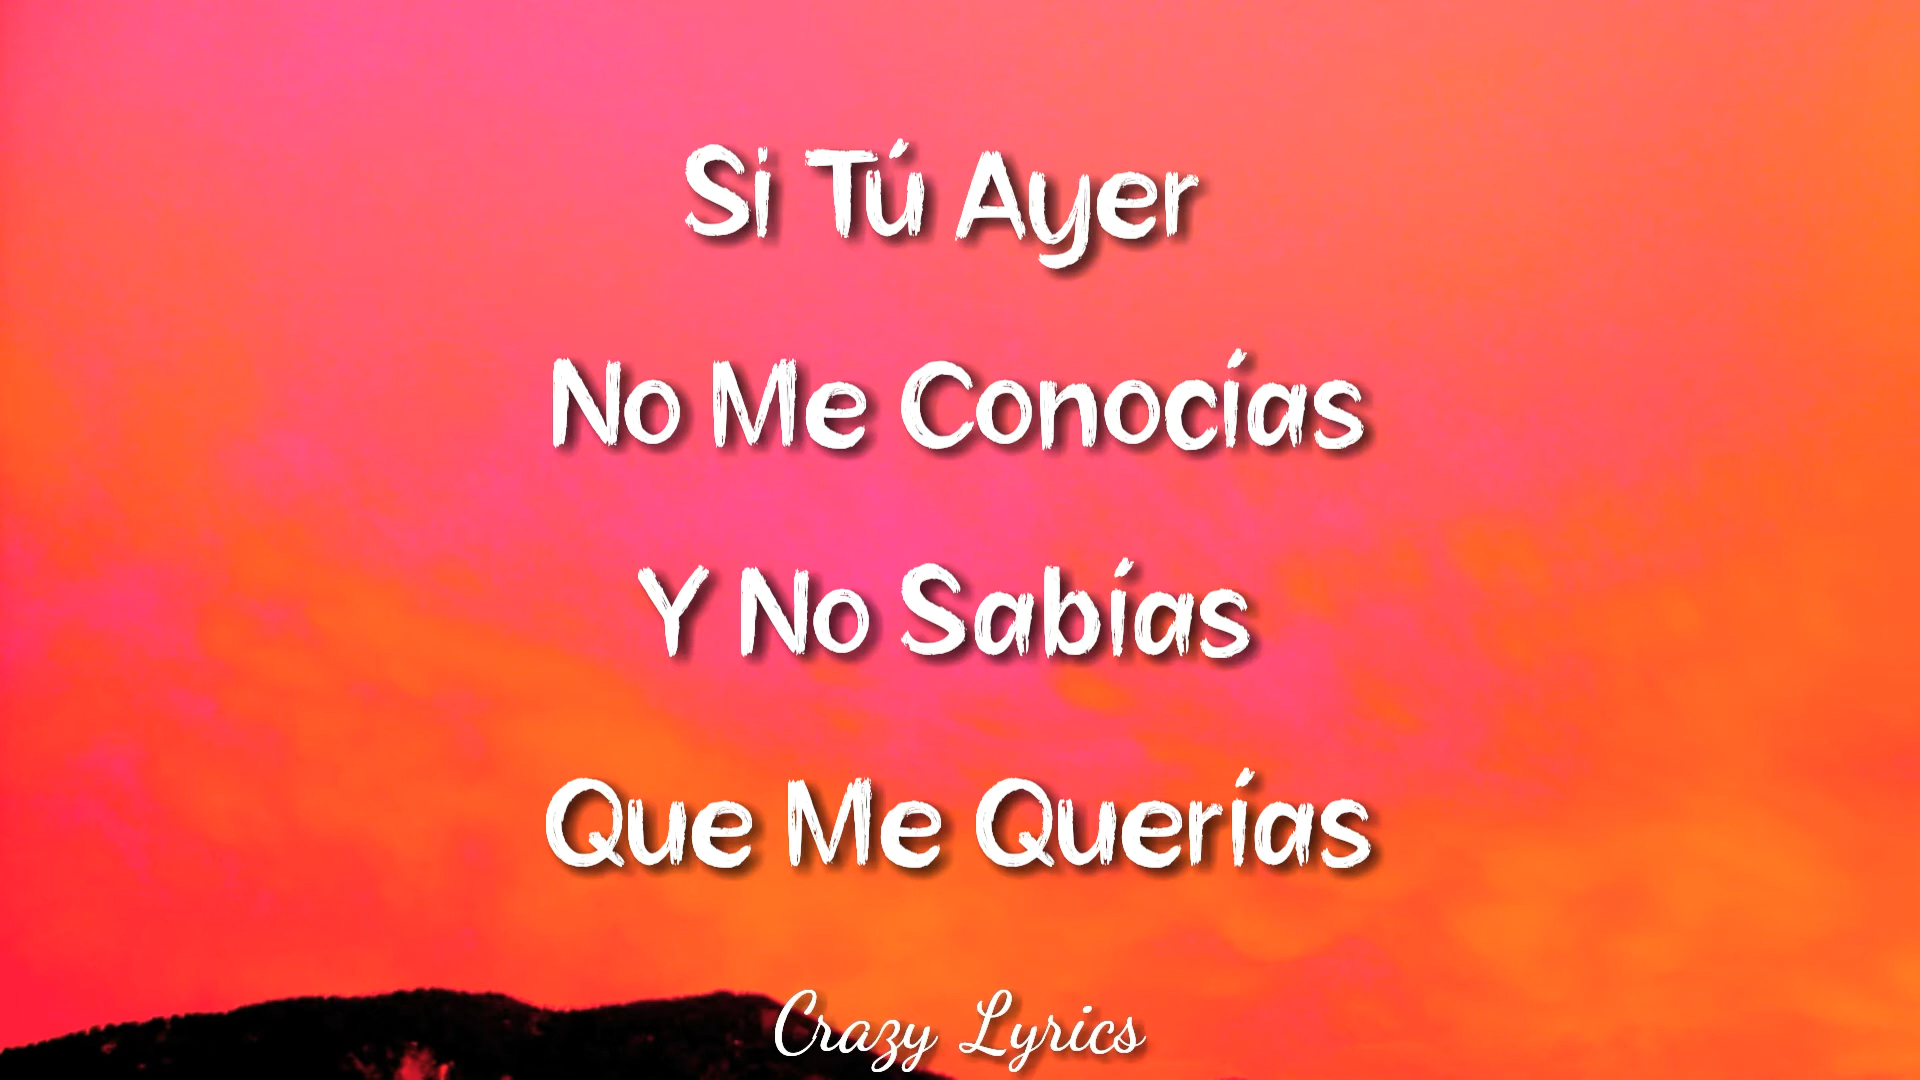 Si Tú Ayer
No Me Conocías
Y No Sabías
Que Me Querías
Crazy Lyrics